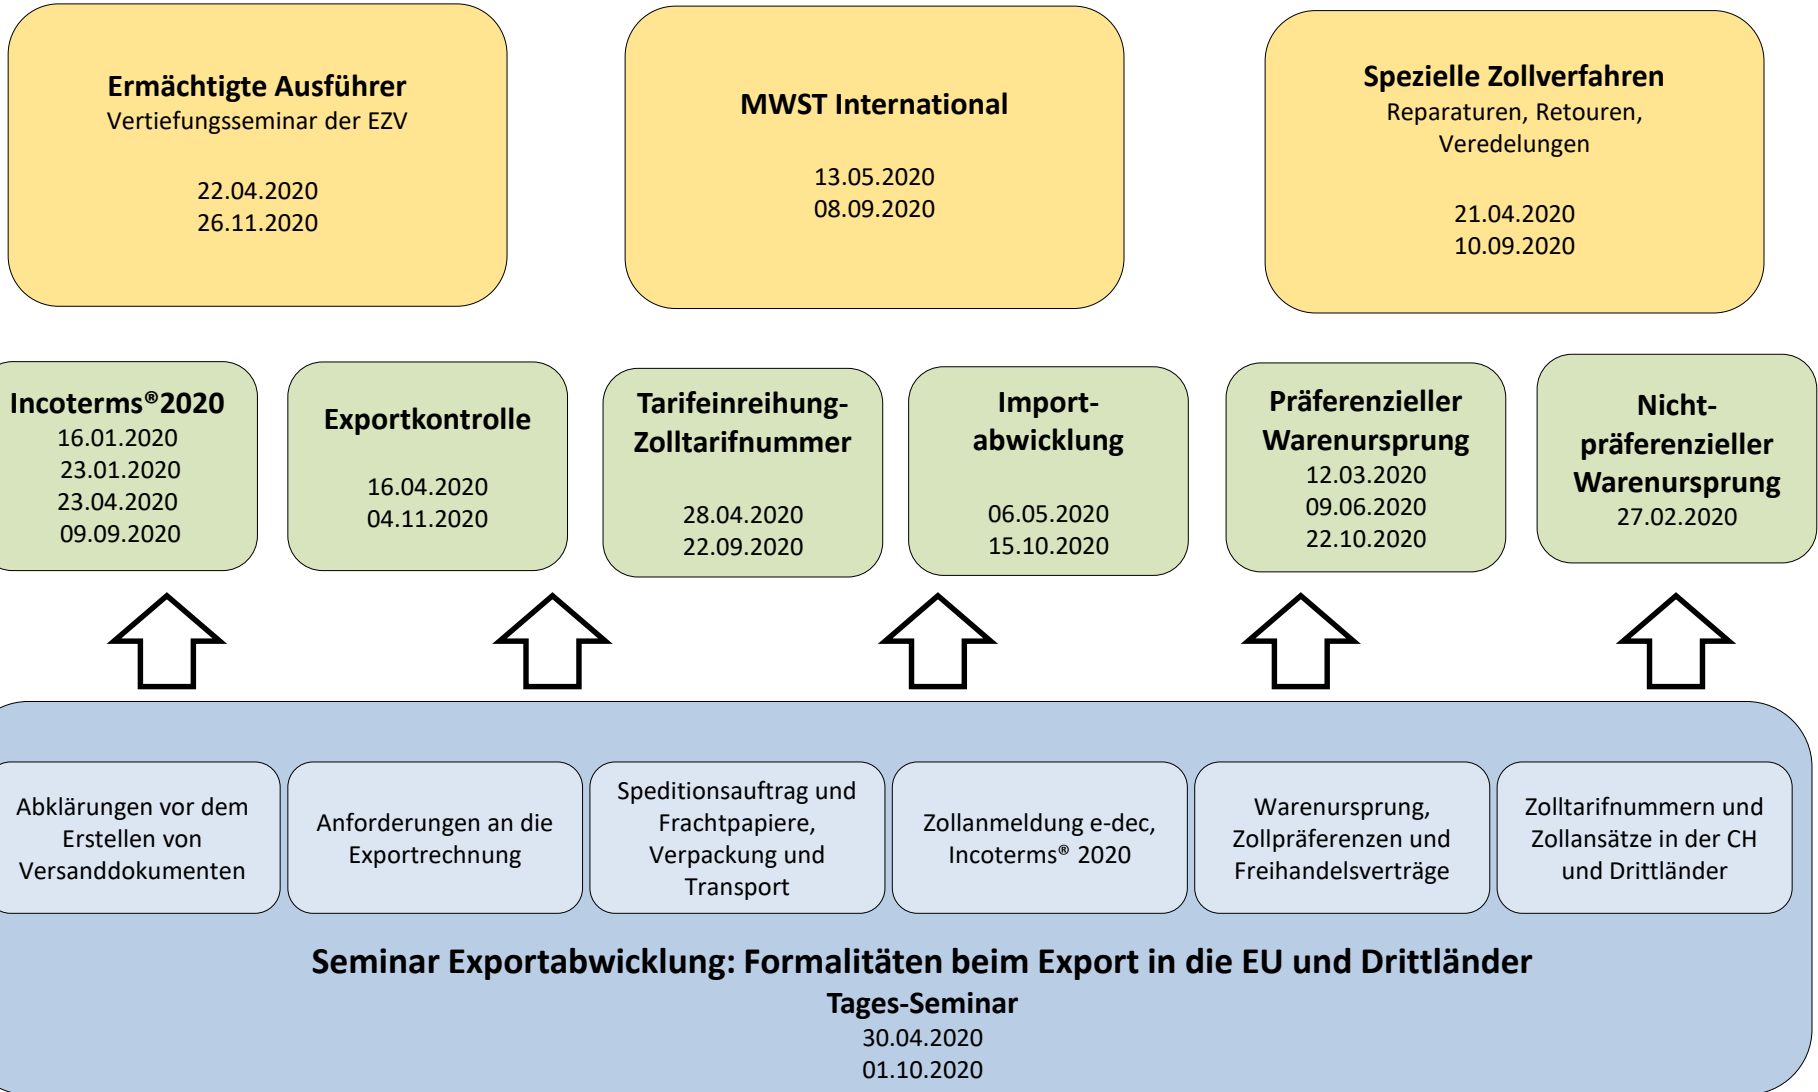 Ermächtigte Ausführer
Vertiefungsseminar der EZV
22.04.2020
26.11.2020
MWST International
13.05.2020
08.09.2020
Spezielle Zollverfahren
Reparaturen, Retouren,
Veredelungen
21.04.2020
10.09.2020
Incoterms®2020
16.01.2020
23.01.2020
23.04.2020
09.09.2020
Exportkontrolle
16.04.2020
04.11.2020
Tarifeinreihung-
Zolltarifnummer
28.04.2020
22.09.2020
Import-
abwicklung
06.05.2020
15.10.2020
Präferenzieller
Warenursprung
12.03.2020
09.06.2020
22.10.2020
Nicht-
präferenzieller
Warenursprung
27.02.2020
Abklärungen vor dem
Erstellen von
Versanddokumenten
Anforderungen an die
Exportrechnung
Speditionsauftrag und
Frachtpapiere,
Verpackung und
Transport
Zollanmeldung e-dec,
Incoterms® 2020
Warenursprung,
Zollpräferenzen und
Freihandelsverträge
Zolltarifnummern und
Zollansätze in der CH
und Drittländer
Seminar Exportabwicklung: Formalitäten beim Export in die EU und Drittländer
Tages-Seminar
30.04.2020
01.10.2020